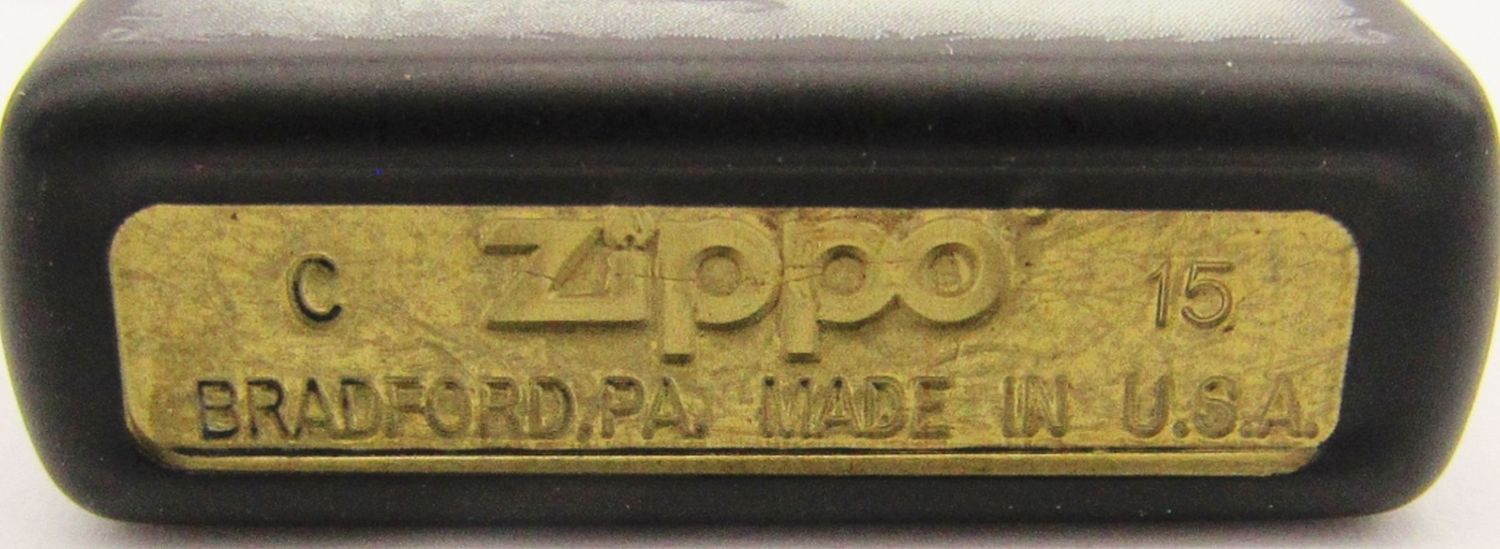 C Zippo 15
BRADFORD,PA. MADE IN U.S.A.